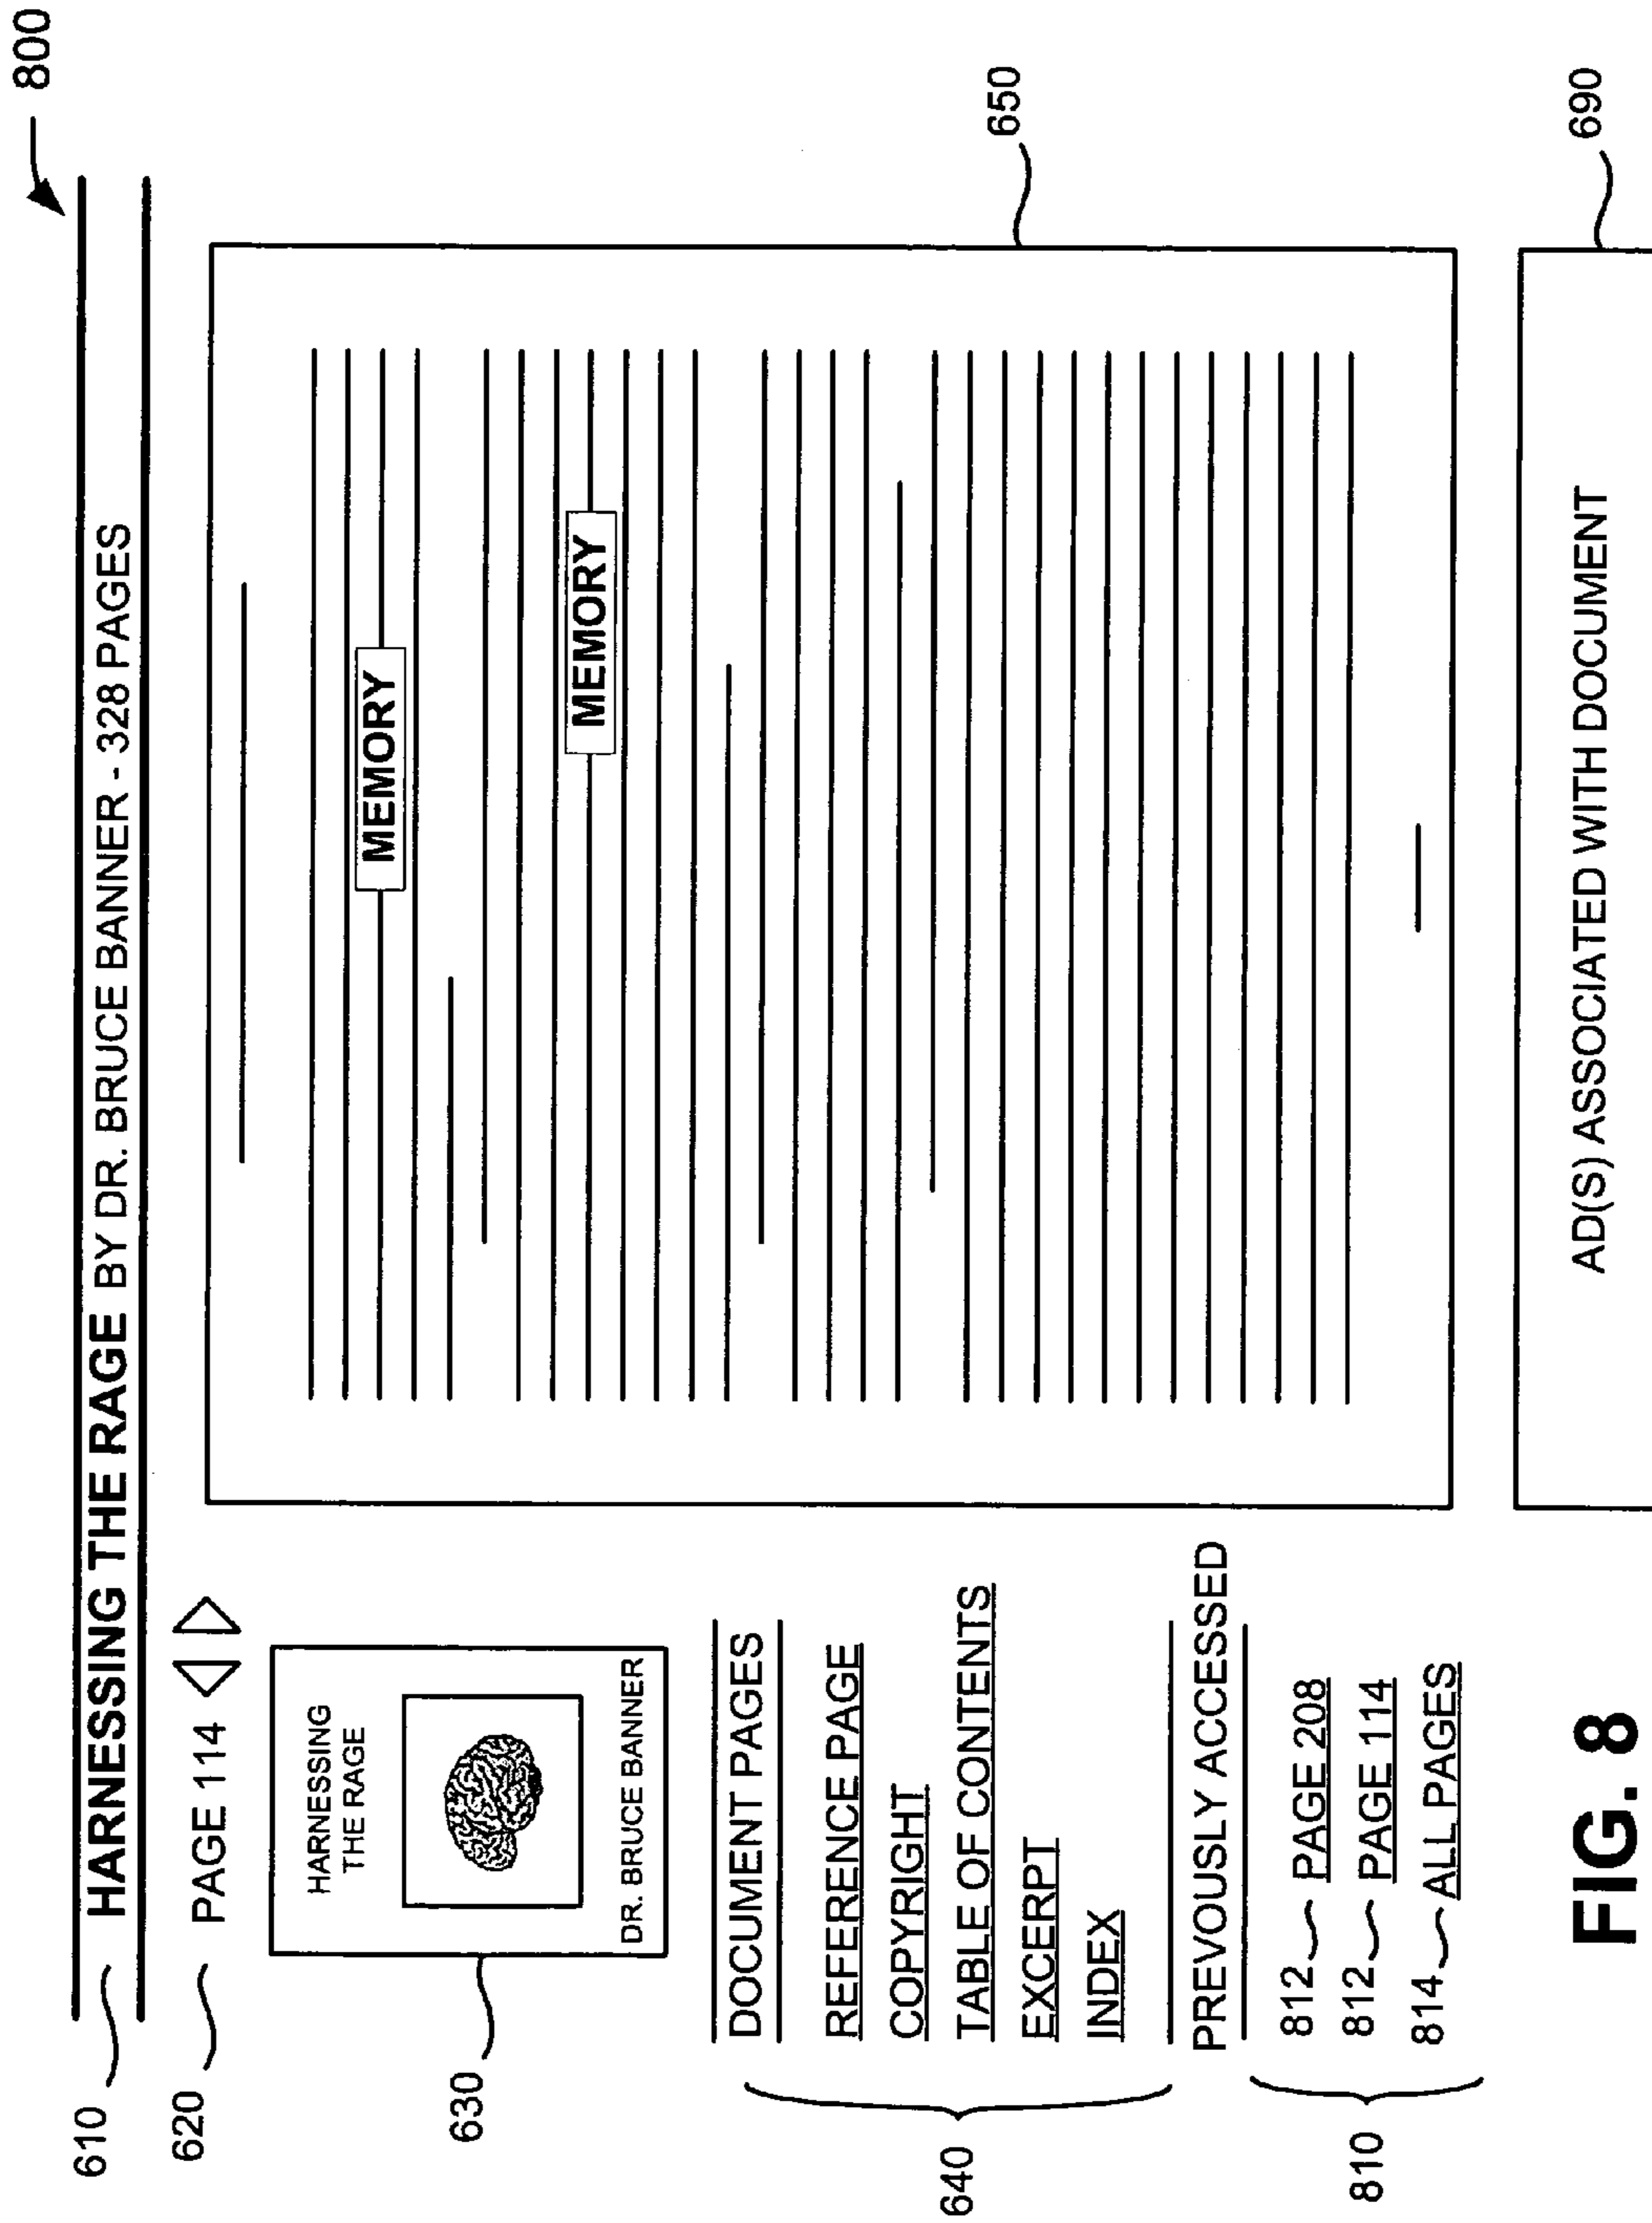 800
610 HARNESSING THE RAGE BY DR. BRUCE BANNER - 328 PAGES
620 PAGE 114
630
HARNESSING
THE RAGE
DR. BRUCE BANNER
640
DOCUMENT PAGES
REFERENCE PAGE
COPYRIGHT
TABLE OF CONTENTS
EXCERPT
INDEX
810
PREVOUSLY ACCESSED
812 PAGE 208
812 PAGE 114
814 ALL PAGES
MEMORY
MEMORY
650
AD(S) ASSOCIATED WITH DOCUMENT
690
FIG. 8